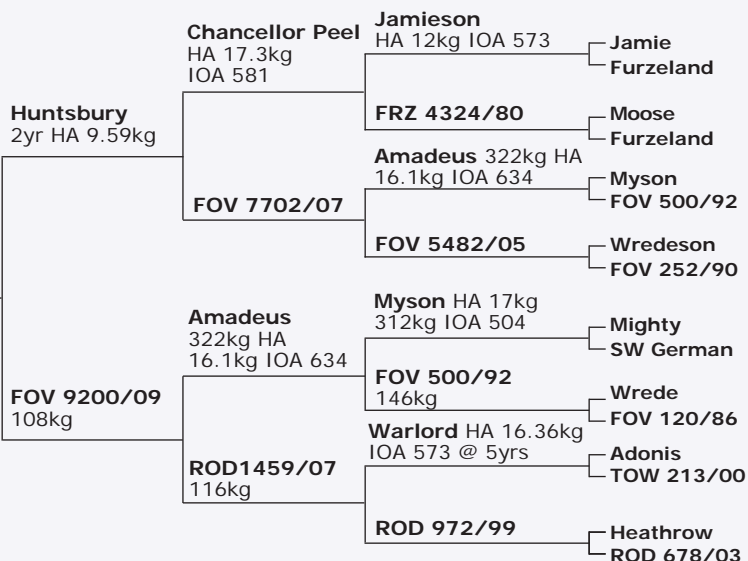 Huntsbury
2yr HA 9.59kg
FOV 9200/09
108kg
Chancellor Peel
HA 17.3kg
IOA 581
FOV 7702/07
Amadeus
322kg HA
16.1kg IOA 634
ROD1459/07
116kg
Jamieson
HA 12kg IOA 573
FRZ 4324/80
Amadeus 322kg HA
16.1kg IOA 634
FOV 5482/05
Myson HA 17kg
312kg IOA 504
FOV 500/92
146kg
Warlord HA 16.36kg
IOA 573 @ 5yrs
ROD 972/99
Jamie
Furzeland
Moose
Furzeland
Myson
FOV 500/92
Wredeson
FOV 252/90
Mighty
SW German
Wrede
FOV 120/86
Adonis
TOW 213/00
Heathrow
ROD 678/03